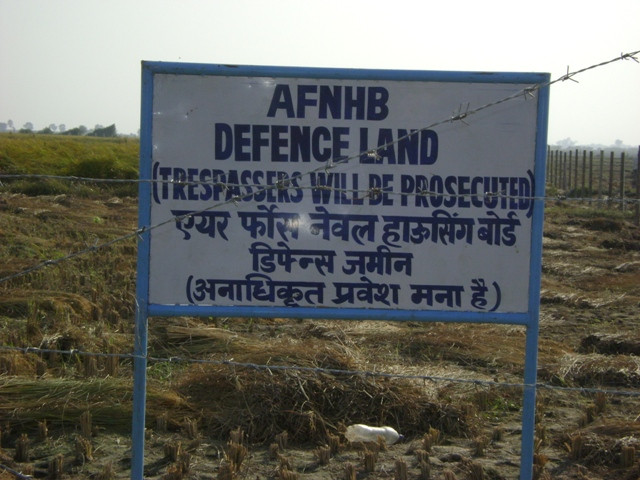 AFNHB
DEFENCE LAND
(TRESPASSERS WILL BE PROSECUTED)
एयर फोर्स नेवल हाऊसिंग बोर्ड
डिफेन्स जमीन
(अनाधिकृत प्रवेश मना है)